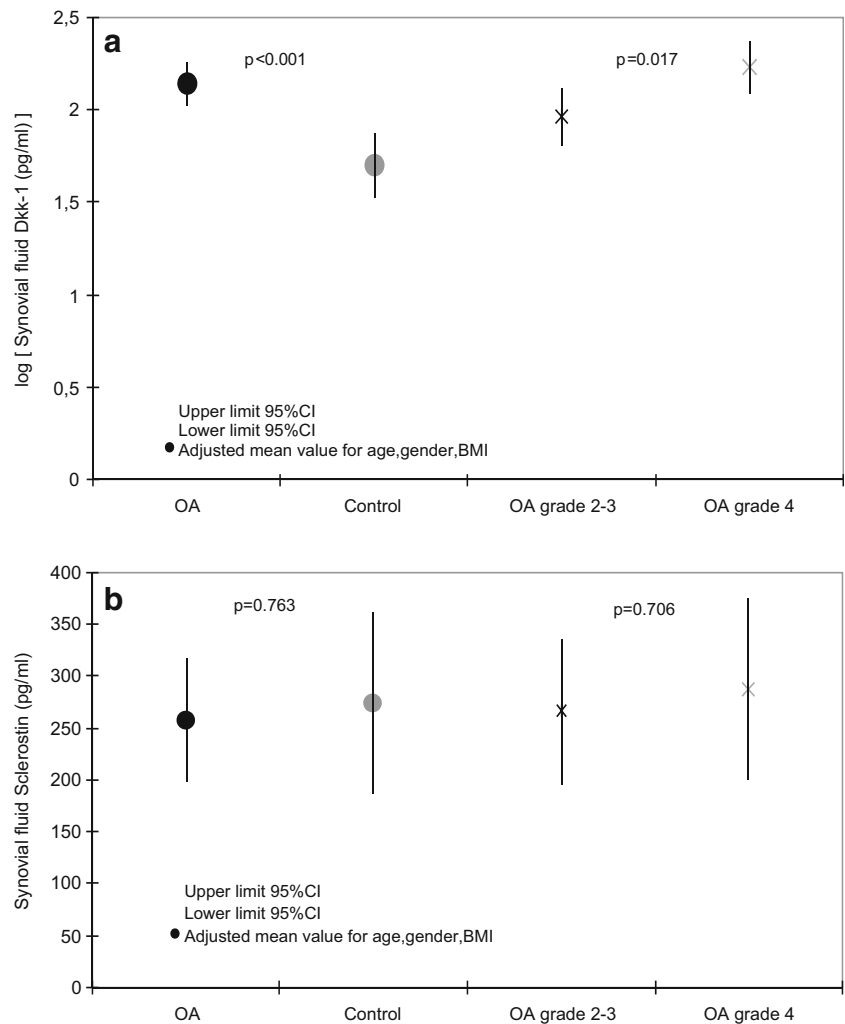 a
p<0.001
p=0.017
log [ Synovial fluid Dkk-1 (pg/ml) ]
2,5
2
1,5
1
0,5
0
Upper limit 95%CI
Lower limit 95%CI
Adjusted mean value for age,gender,BMI
OA Control OA grade 2-3 OA grade 4
b
p=0.763
p=0.706
Synovial fluid Sclerostin (pg/ml)
400
350
300
250
200
150
100
50
0
Upper limit 95%CI
Lower limit 95%CI
Adjusted mean value for age,gender,BMI
OA Control OA grade 2-3 OA grade 4